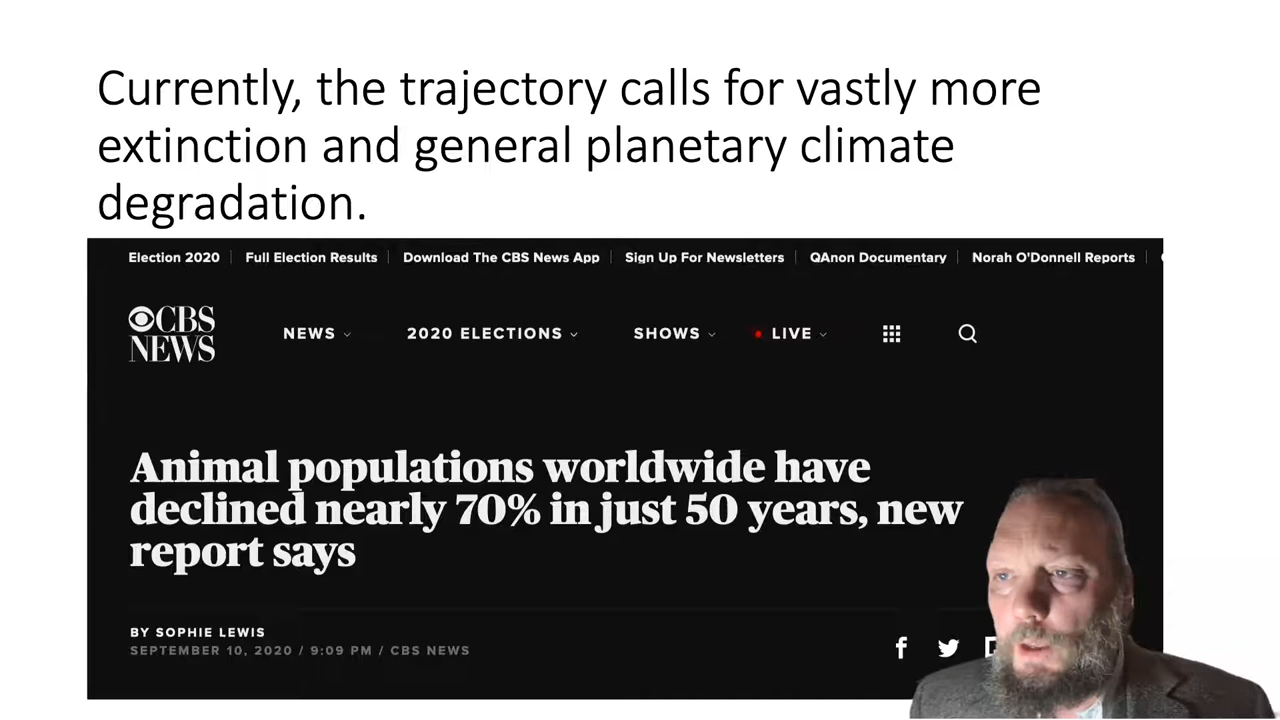 Currently, the trajectory calls for vastly more
extinction and general planetary climate
degradation.
Election 2020 | Full Election Results | Download The CBS News App | Sign Up For Newsletters | QAnon Documentary | Norah O'Donnell Reports |
CBS NEWS
NEWS 2020 ELECTIONS SHOWS LIVE
Animal populations worldwide have
declined nearly 70% in just 50 years, new
report says
BY SOPHIE LEWIS
SEPTEMBER 10, 2020 / 9:09 PM / CBS NEWS